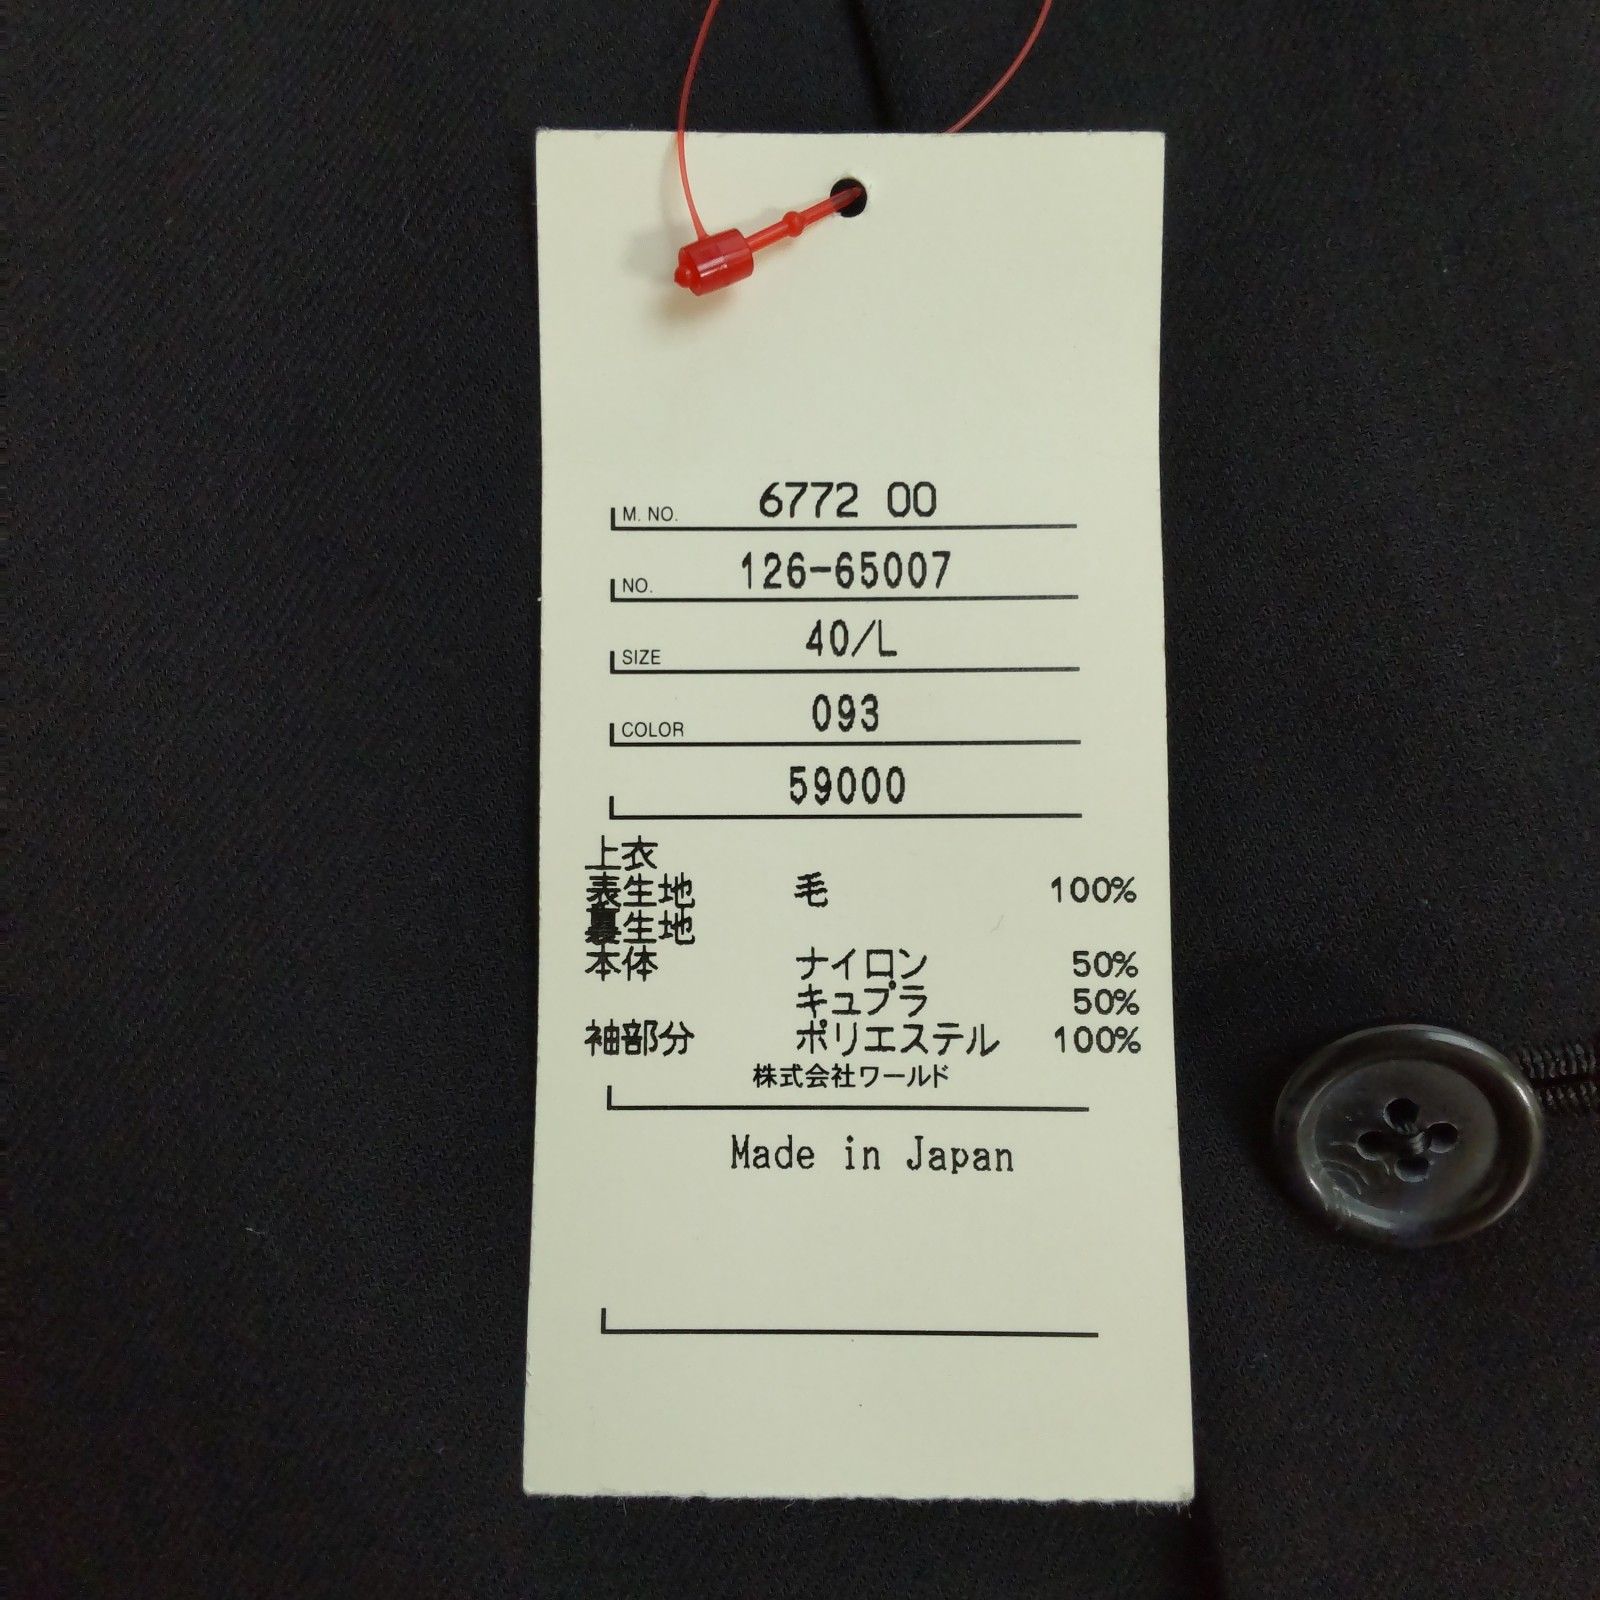 M. NO. 6772 00
NO. 126-65007
SIZE 40/L
COLOR 093
59000
上衣
表生地 毛 100%
裏生地
本体 ナイロン 50%
キュプラ 50%
袖部分 ポリエステル 100%
株式会社ワールド
Made in Japan